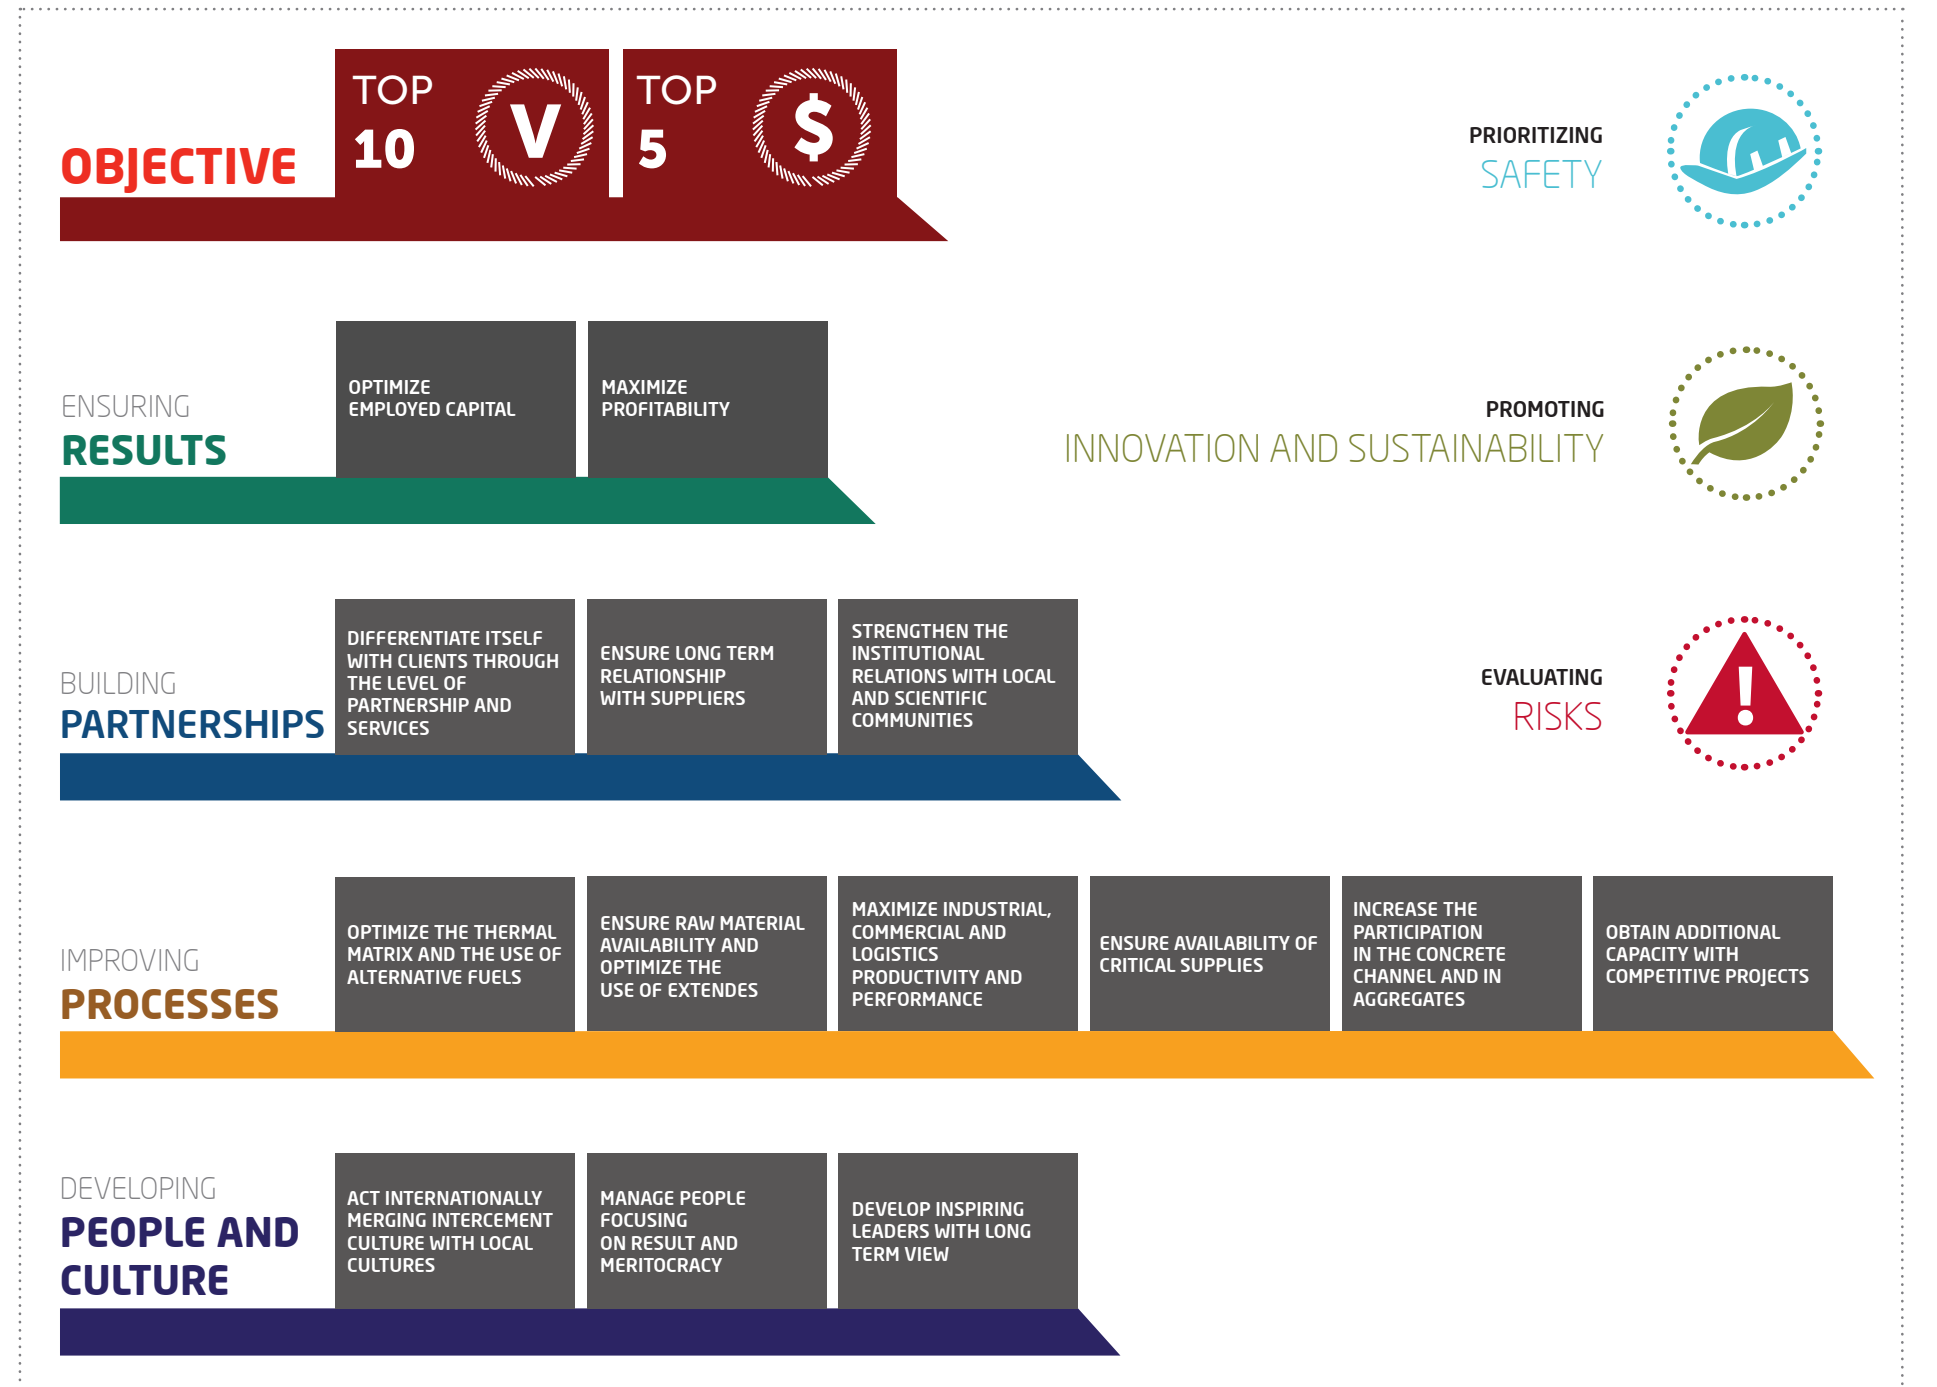 OBJECTIVE
TOP
10
V
TOP
5
$
PRIORITIZING
SAFETY
ENSURING
RESULTS
OPTIMIZE
EMPLOYED CAPITAL
MAXIMIZE
PROFITABILITY
PROMOTING
INNOVATION AND SUSTAINABILITY
BUILDING
PARTNERSHIPS
DIFFERENTIATE ITSELF
WITH CLIENTS THROUGH
THE LEVEL OF
PARTNERSHIP AND
SERVICES
ENSURE LONG TERM
RELATIONSHIP
WITH SUPPLIERS
STRENGTHEN THE
INSTITUTIONAL
RELATIONS WITH LOCAL
AND SCIENTIFIC
COMMUNITIES
EVALUATING
RISKS
!
IMPROVING
PROCESSES
OPTIMIZE THE THERMAL
MATRIX AND THE USE OF
ALTERNATIVE FUELS
ENSURE RAW MATERIAL
AVAILABILITY AND
OPTIMIZE THE
USE OF EXTENDES
MAXIMIZE INDUSTRIAL,
COMMERCIAL AND
LOGISTICS
PRODUCTIVITY AND
PERFORMANCE
ENSURE AVAILABILITY OF
CRITICAL SUPPLIES
INCREASE THE
PARTICIPATION
IN THE CONCRETE
CHANNEL AND IN
AGGREGATES
OBTAIN ADDITIONAL
CAPACITY WITH
COMPETITIVE PROJECTS
DEVELOPING
PEOPLE AND
CULTURE
ACT INTERNATIONALLY
MERGING INTERCEMENT
CULTURE WITH LOCAL
CULTURES
MANAGE PEOPLE
FOCUSING
ON RESULT AND
MERITOCRACY
DEVELOP INSPIRING
LEADERS WITH LONG
TERM VIEW